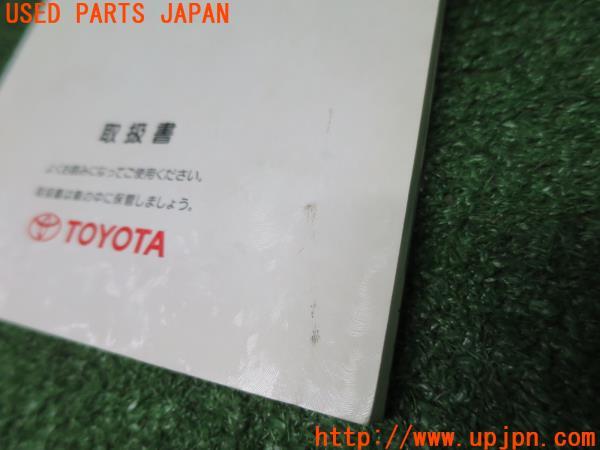 USED PARTS JAPAN
取扱書
よくお読みになってご使用ください。
取扱書は車の中に保管しましょう。
TOYOTA
http://www.upjpn.com